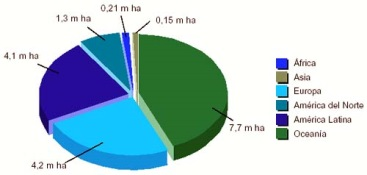 0,21 m ha
0,15 m ha
1,3 m ha
4,1 m ha
7,7 m ha
4,2 m ha
África
Asia
Europa
América del Norte
América Latina
Oceanía